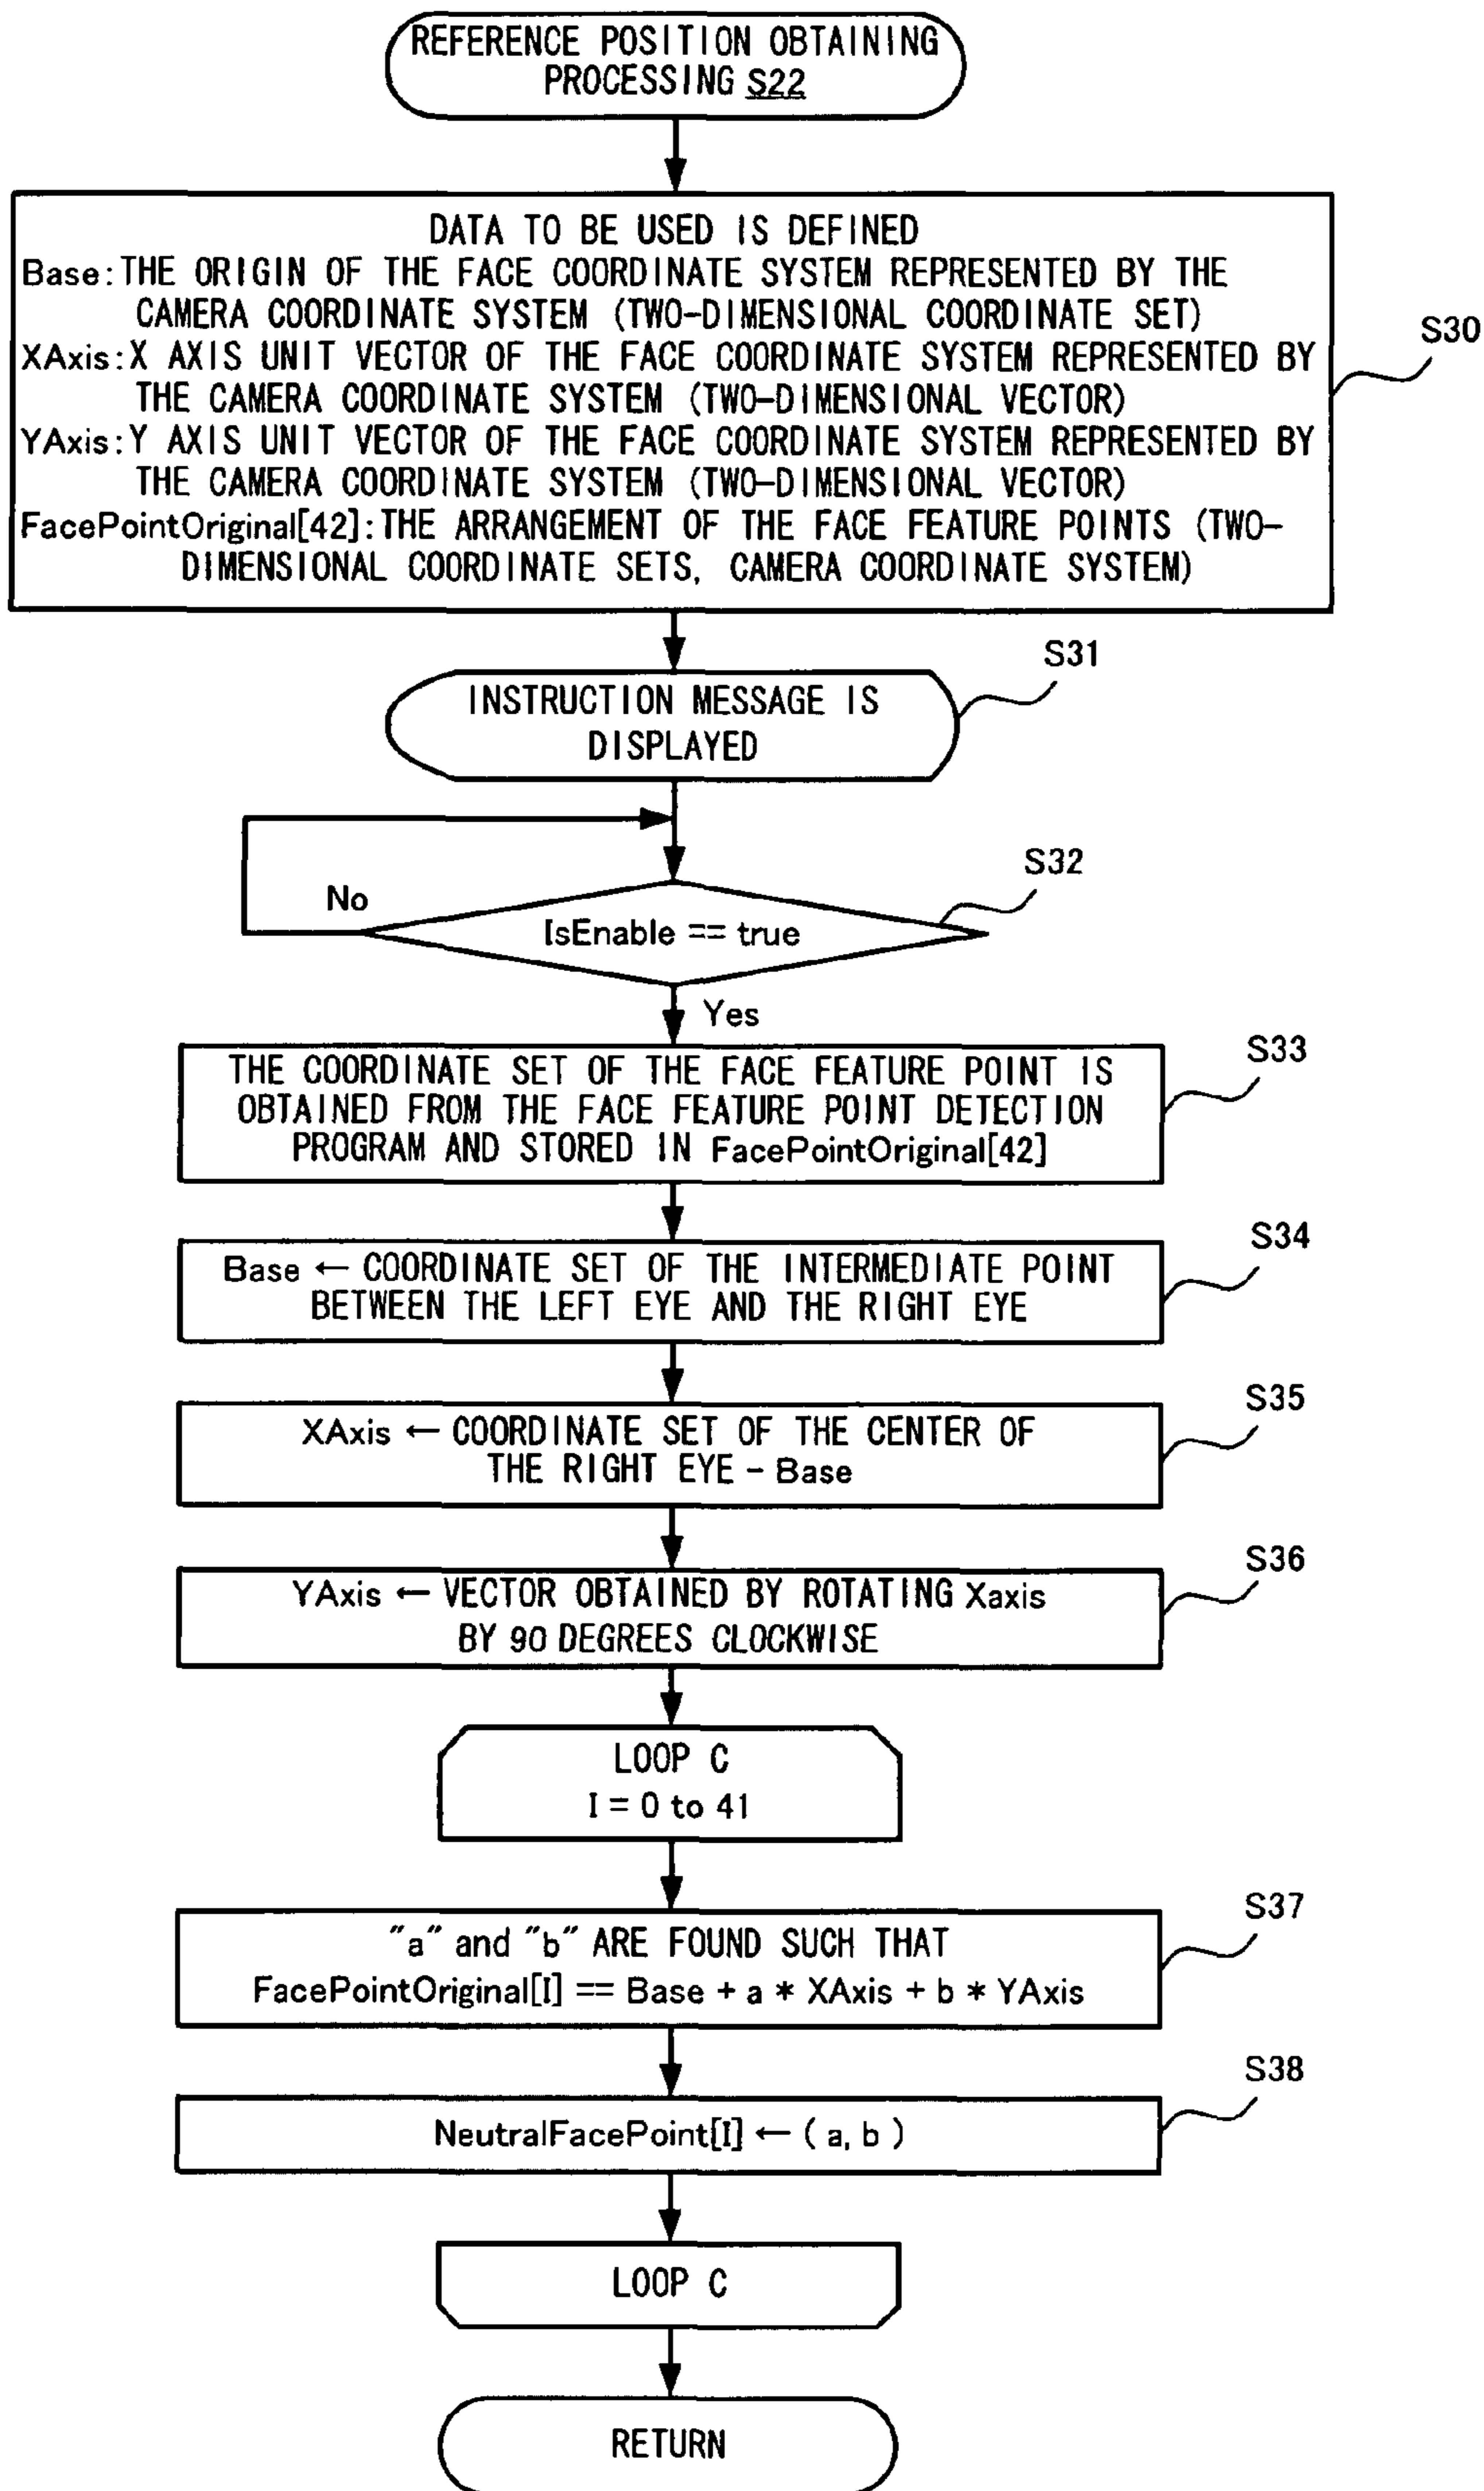 REFERENCE POSITION OBTAINING
PROCESSING S22
DATA TO BE USED IS DEFINED
Base:THE ORIGIN OF THE FACE COORDINATE SYSTEM REPRESENTED BY THE
CAMERA COORDINATE SYSTEM (TWO-DIMENSIONAL COORDINATE SET)
XAxis:X AXIS UNIT VECTOR OF THE FACE COORDINATE SYSTEM REPRESENTED BY
THE CAMERA COORDINATE SYSTEM (TWO-DIMENSIONAL VECTOR)
YAxis:Y AXIS UNIT VECTOR OF THE FACE COORDINATE SYSTEM REPRESENTED BY
THE CAMERA COORDINATE SYSTEM (TWO-DIMENSIONAL VECTOR)
FacePointOriginal[42]:THE ARRANGEMENT OF THE FACE FEATURE POINTS (TWO-
DIMENSIONAL COORDINATE SETS, CAMERA COORDINATE SYSTEM)
S30
S31
INSTRUCTION MESSAGE IS
DISPLAYED
S32
No
IsEnable == true
Yes
S33
THE COORDINATE SET OF THE FACE FEATURE POINT IS
OBTAINED FROM THE FACE FEATURE POINT DETECTION
PROGRAM AND STORED IN FacePointOriginal[42]
S34
Base ← COORDINATE SET OF THE INTERMEDIATE POINT
BETWEEN THE LEFT EYE AND THE RIGHT EYE
S35
XAxis ← COORDINATE SET OF THE CENTER OF
THE RIGHT EYE - Base
S36
YAxis ← VECTOR OBTAINED BY ROTATING Xaxis
BY 90 DEGREES CLOCKWISE
LOOP C
I = 0 to 41
S37
"a" and "b" ARE FOUND SUCH THAT
FacePointOriginal[I] == Base + a * XAxis + b * YAxis
S38
NeutralFacePoint[I] ← ( a, b )
LOOP C
RETURN